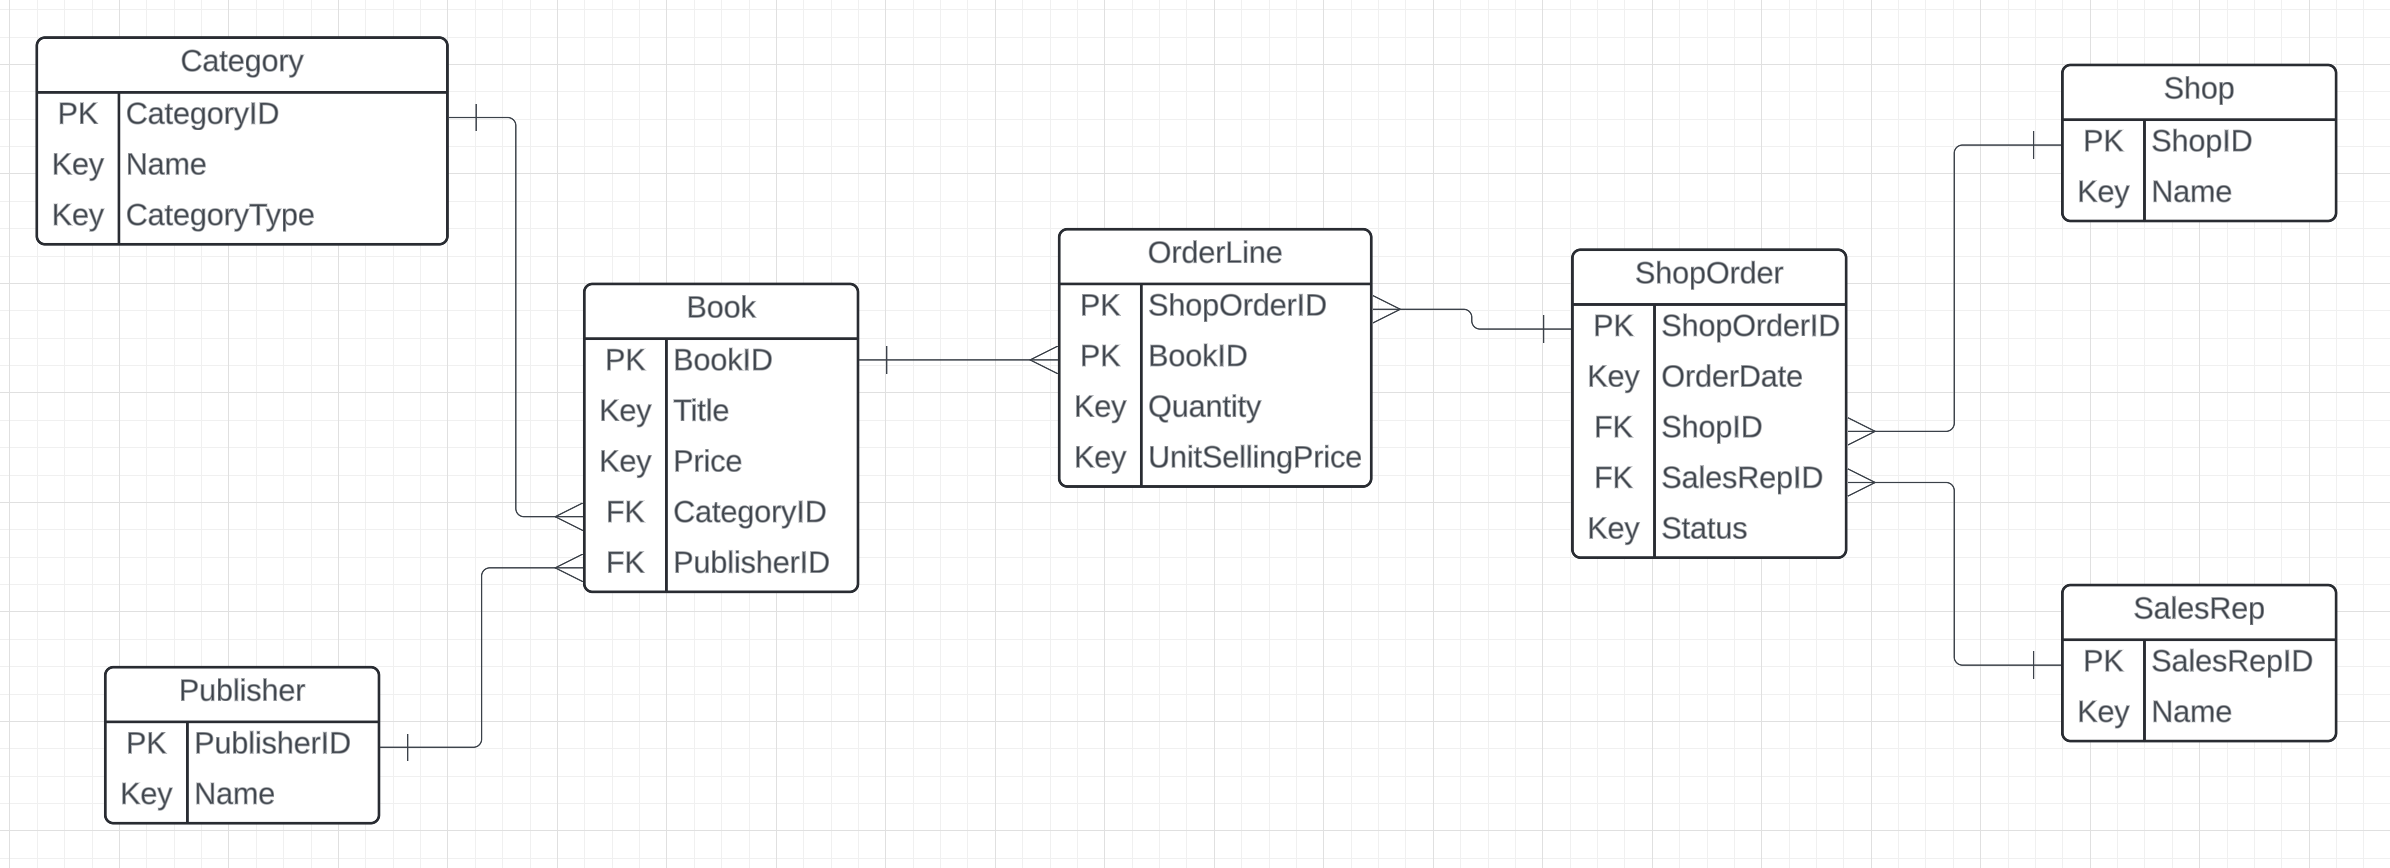 Category
PK CategoryID
Key Name
Key CategoryType
Publisher
PK PublisherID
Key Name
Book
PK BookID
Key Title
Key Price
FK CategoryID
FK PublisherID
OrderLine
PK ShopOrderID
PK BookID
Key Quantity
Key UnitSellingPrice
ShopOrder
PK ShopOrderID
Key OrderDate
FK ShopID
FK SalesRepID
Key Status
Shop
PK ShopID
Key Name
SalesRep
PK SalesRepID
Key Name